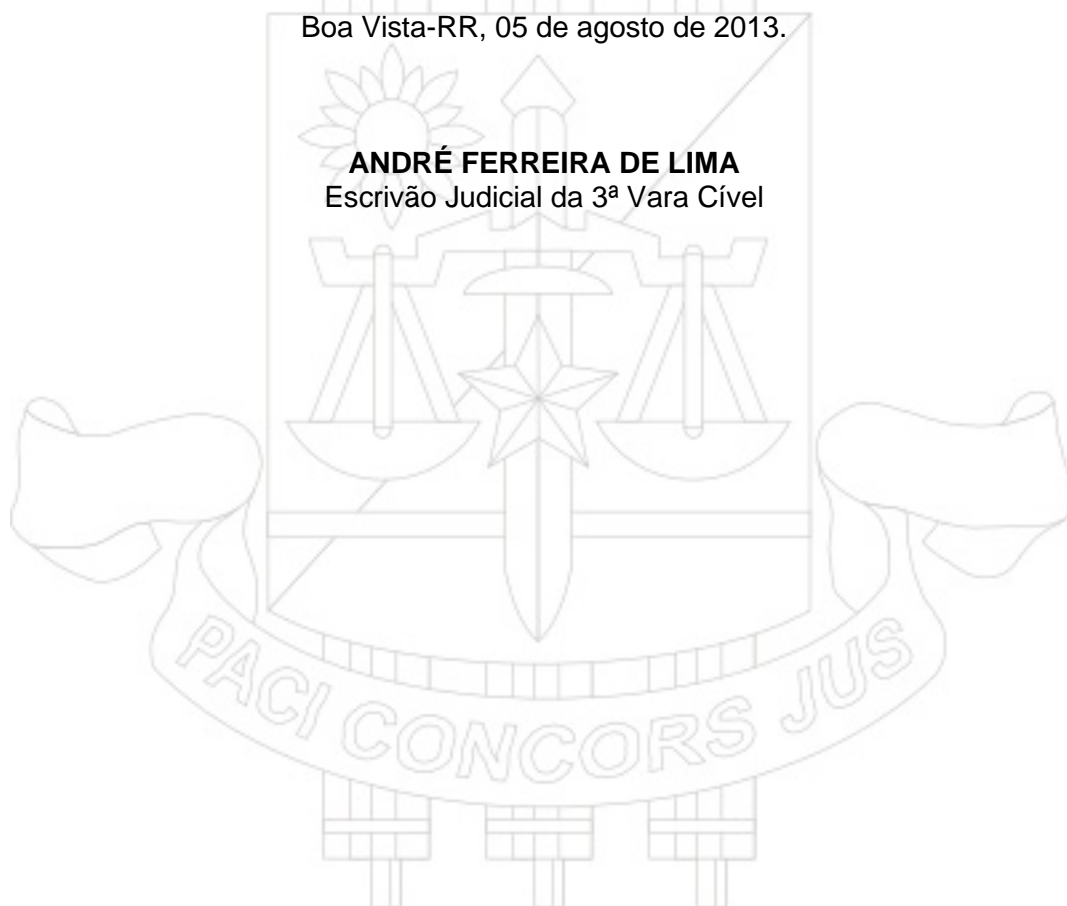 Boa Vista-RR, 05 de agosto de 2013.
ANDRÉ FERREIRA DE LIMA
Escrivão Judicial da 3ª Vara Cível
PACI CONCORS JUS